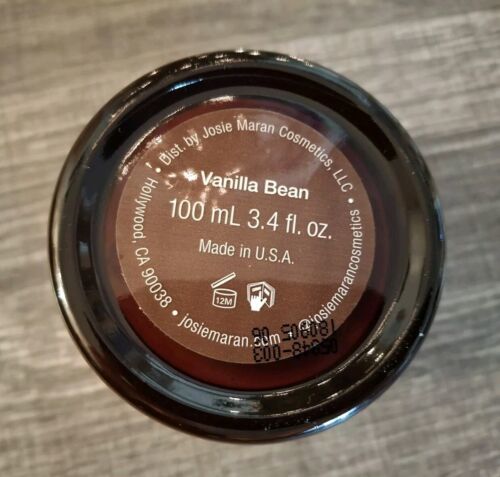 • Dist. by Josie Maran Cosmetics, LLC •
Vanilla Bean
100 mL 3.4 fl. oz.
Made in U.S.A.
12M
Hollywood, CA 90038 • josiemaran.com • @josiemarancosmetics